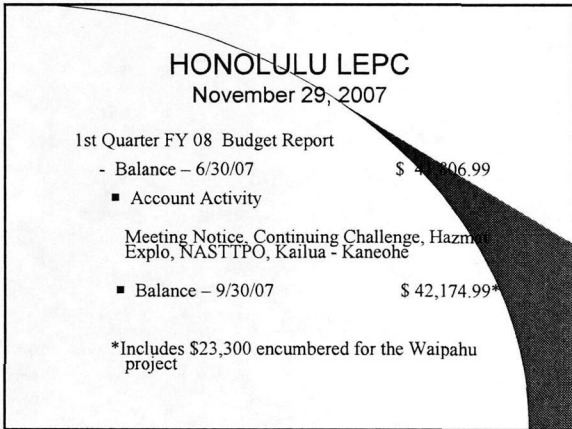 HONOLULU LEPC
November 29, 2007
1st Quarter FY 08 Budget Report
- Balance – 6/30/07 $
■ Account Activity
Meeting Notice, Continuing Challenge, Hazmat
Explo, NASTTPO, Kailua - Kaneohe
■ Balance – 9/30/07 $ 42,174.99*
*Includes $23,300 encumbered for the Waipahu
project